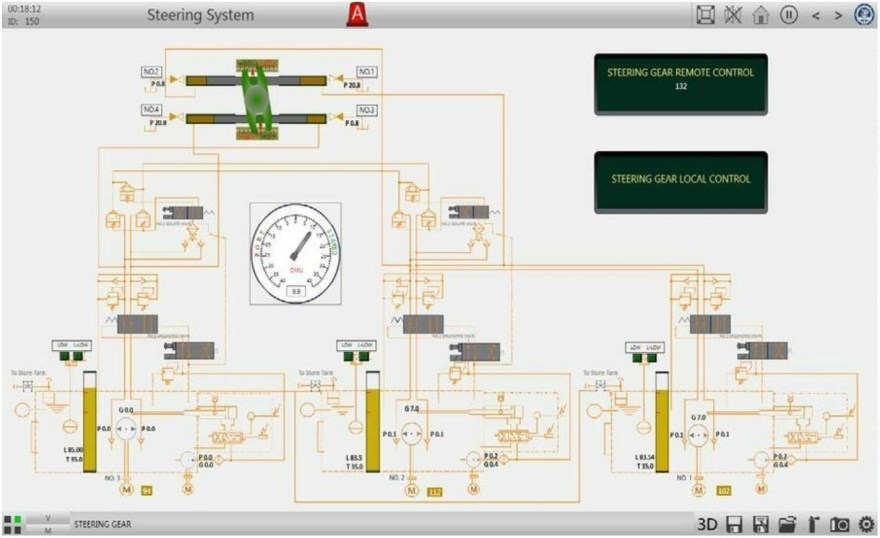 00:18:12
ID: 150
Steering System
A
NO.2
P 0.8
NO.1
P 20.8
NO.4
P 20.8
NO.3
P 0.8
STEERING GEAR REMOTE CONTROL
132
STEERING GEAR LOCAL CONTROL
PORT
STARBD
9.9
LOW L-LOW
To Store Tank
L 85.00
T 35.0
G 0.0
P 0.0
P 0.0
P 0.0
G 0.0
NO. 3
M
94
M
LOW L-LOW
To Store Tank
L 83.5
T 35.0
G 7.0
P 0.1
P 0.1
P 0.2
G 0.4
NO. 2
M
112
M
LOW L-LOW
To Store Tank
L 83.54
T 35.0
G 7.0
P 0.1
P 0.1
P 0.2
G 0.4
NO. 1
M
102
M
V
M
STEERING GEAR
3D